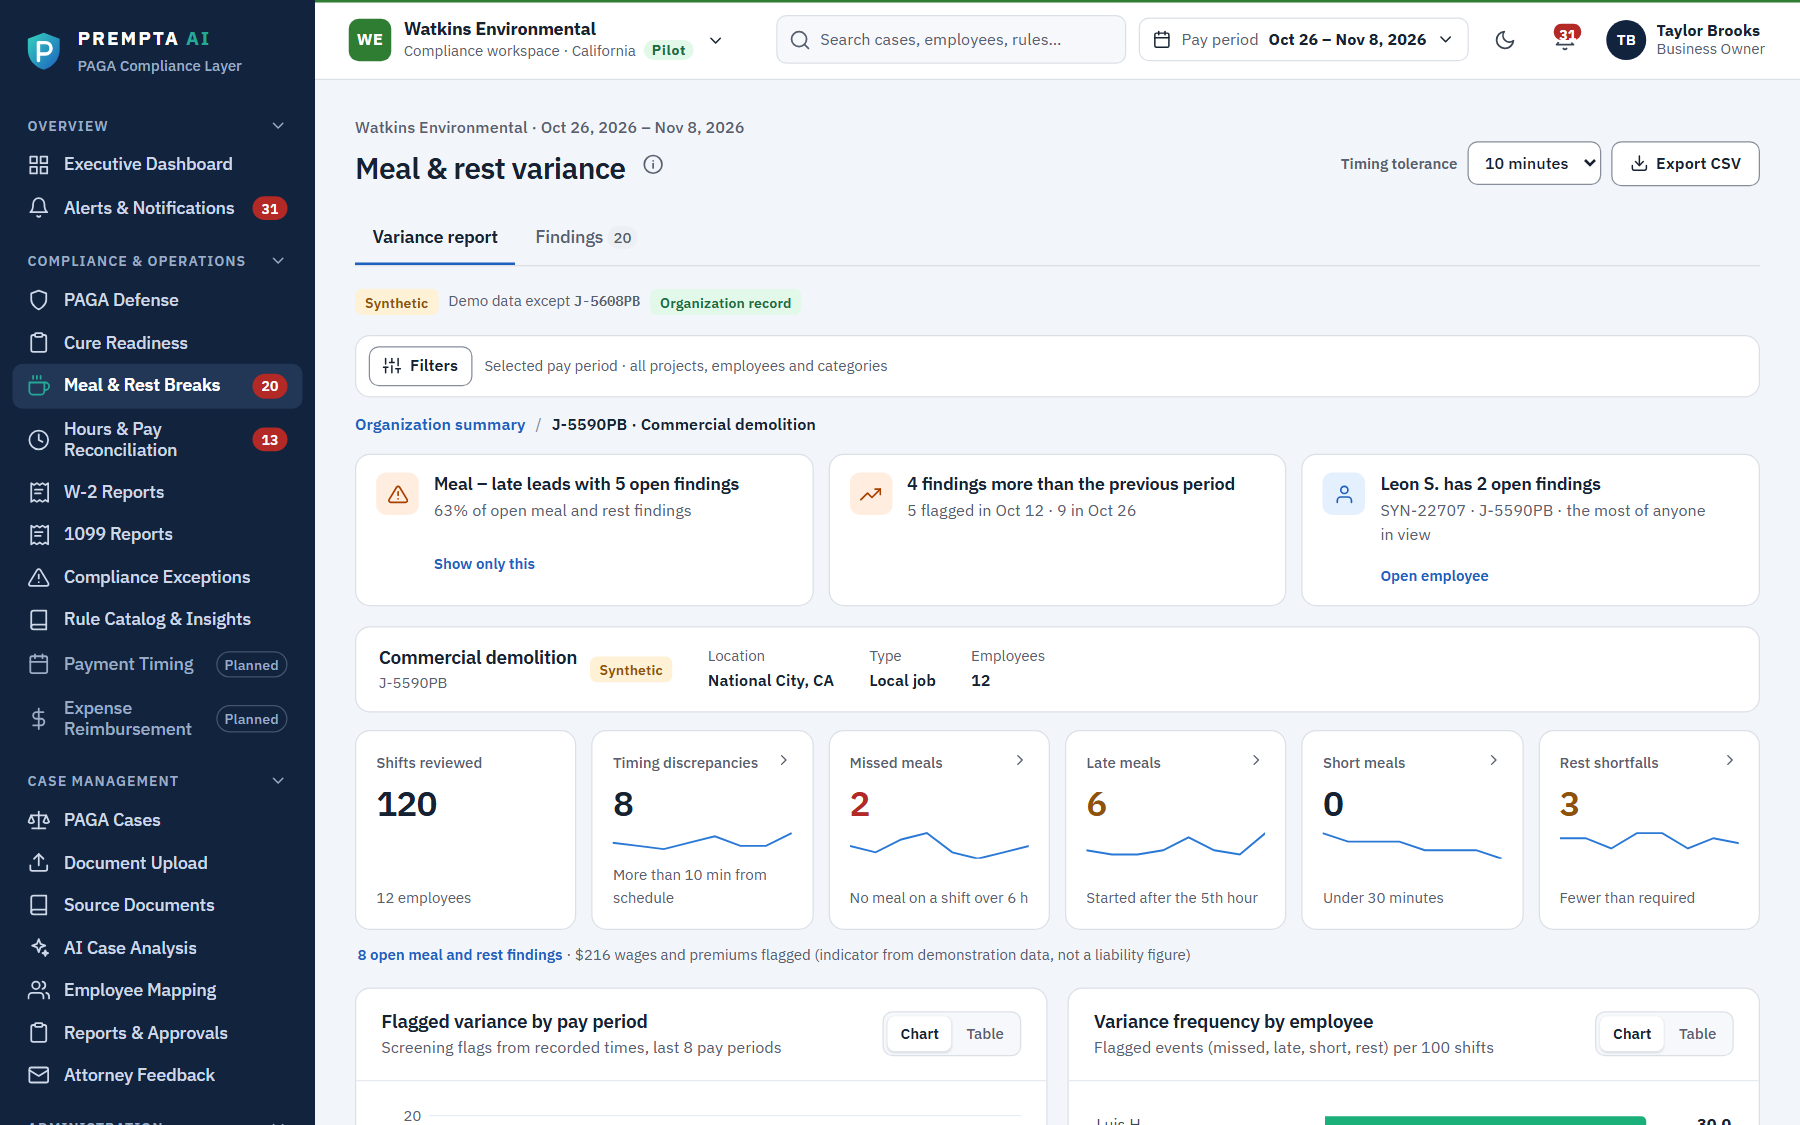 PREMPTA AI
PAGA Compliance Layer
OVERVIEW
Executive Dashboard
Alerts & Notifications 31
COMPLIANCE & OPERATIONS
PAGA Defense
Cure Readiness
Meal & Rest Breaks 20
Hours & Pay
Reconciliation 13
W-2 Reports
1099 Reports
Compliance Exceptions
Rule Catalog & Insights
Payment Timing Planned
Expense
Reimbursement Planned
CASE MANAGEMENT
PAGA Cases
Document Upload
Source Documents
AI Case Analysis
Employee Mapping
Reports & Approvals
Attorney Feedback
WE
Watkins Environmental
Compliance workspace · California Pilot
Search cases, employees, rules...
Pay period Oct 26 – Nov 8, 2026
31
TB
Taylor Brooks
Business Owner
Watkins Environmental · Oct 26, 2026 – Nov 8, 2026
Meal & rest variance
Timing tolerance 10 minutes Export CSV
Variance report Findings 20
Synthetic Demo data except J-5608PB Organization record
Filters Selected pay period · all projects, employees and categories
Organization summary / J-5590PB · Commercial demolition
Meal – late leads with 5 open findings
63% of open meal and rest findings
Show only this
4 findings more than the previous period
5 flagged in Oct 12 · 9 in Oct 26
Leon S. has 2 open findings
SYN-22707 · J-5590PB · the most of anyone
in view
Open employee
Commercial demolition
J-5590PB
Synthetic
Location
National City, CA
Type
Local job
Employees
12
Shifts reviewed
120
12 employees
Timing discrepancies
8
More than 10 min from
schedule
Missed meals
2
No meal on a shift over 6 h
Late meals
6
Started after the 5th hour
Short meals
0
Under 30 minutes
Rest shortfalls
3
Fewer than required
8 open meal and rest findings · $216 wages and premiums flagged (indicator from demonstration data, not a liability figure)
Flagged variance by pay period
Screening flags from recorded times, last 8 pay periods
Chart Table
20
Variance frequency by employee
Flagged events (missed, late, short, rest) per 100 shifts
Chart Table
Luis H.
30.0